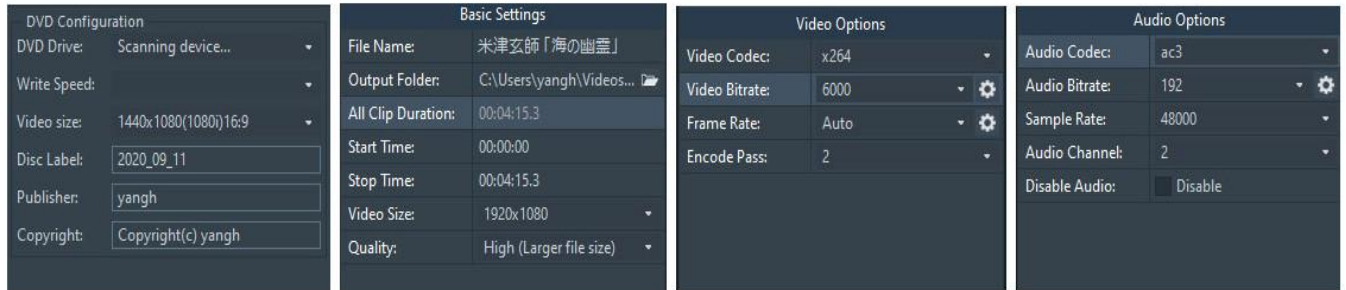 DVD Configuration
DVD Drive: Scanning device...
Write Speed:
Video size: 1440x1080(1080i)16:9
Disc Label: 2020_09_11
Publisher: yangh
Copyright: Copyright(c) yangh
Basic Settings
File Name: 米津玄師「海の幽霊」
Output Folder: C:\Users\yangh\Videos...
All Clip Duration: 00:04:15.3
Start Time: 00:00:00
Stop Time: 00:04:15.3
Video Size: 1920x1080
Quality: High (Larger file size)
Video Options
Video Codec: x264
Video Bitrate: 6000
Frame Rate: Auto
Encode Pass: 2
Audio Options
Audio Codec: ac3
Audio Bitrate: 192
Sample Rate: 48000
Audio Channel: 2
Disable Audio: Disable